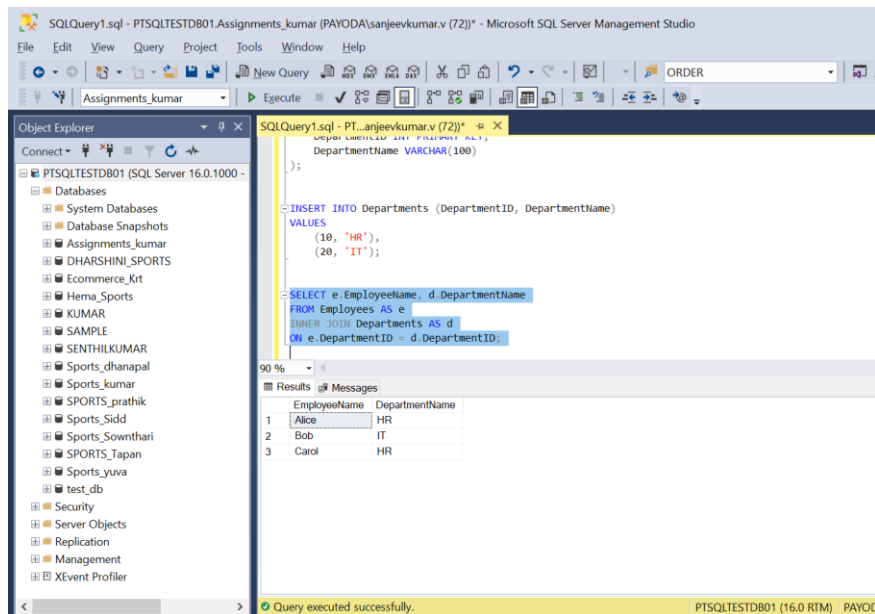 SQLQuery1.sql - PTSQLTESTDB01.Assignments_kumar (PAYODA\sanjeevkumar.v (72))* - Microsoft SQL Server Management Studio
File Edit View Query Project Tools Window Help
New Query ORDER
Assignments_kumar Execute
Object Explorer
Connect
PTSQLTESTDB01 (SQL Server 16.0.1000 -
Databases
System Databases
Database Snapshots
Assignments_kumar
DHARSHINI_SPORTS
Ecommerce_Krt
Hema_Sports
KUMAR
SAMPLE
SENTHILKUMAR
Sports_dhanapal
Sports_kumar
SPORTS_prathik
Sports_Sidd
Sports_Sownthari
SPORTS_Tapan
Sports_yuva
test_db
Security
Server Objects
Replication
Management
XEvent Profiler
SQLQuery1.sql - PT...anjeevkumar.v (72))*
DepartmentID INT PRIMARY KEY,
DepartmentName VARCHAR(100)
);
INSERT INTO Departments (DepartmentID, DepartmentName)
VALUES
(10, 'HR'),
(20, 'IT');
SELECT e.EmployeeName, d.DepartmentName
FROM Employees AS e
INNER JOIN Departments AS d
ON e.DepartmentID = d.DepartmentID;
90 %
Results Messages
EmployeeName DepartmentName
1 Alice HR
2 Bob IT
3 Carol HR
Query executed successfully. PTSQLTESTDB01 (16.0 RTM) PAYOD